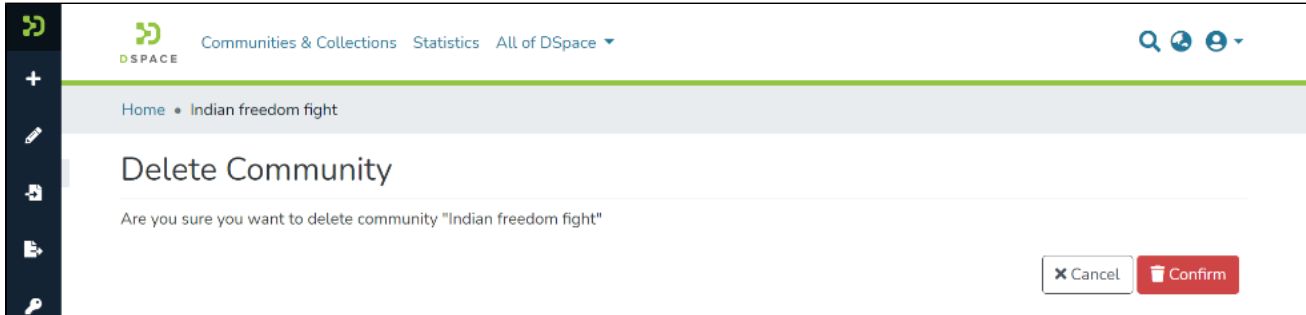 DSPACE
Communities & Collections Statistics All of DSpace
Home • Indian freedom fight
Delete Community
Are you sure you want to delete community "Indian freedom fight"
Cancel Confirm